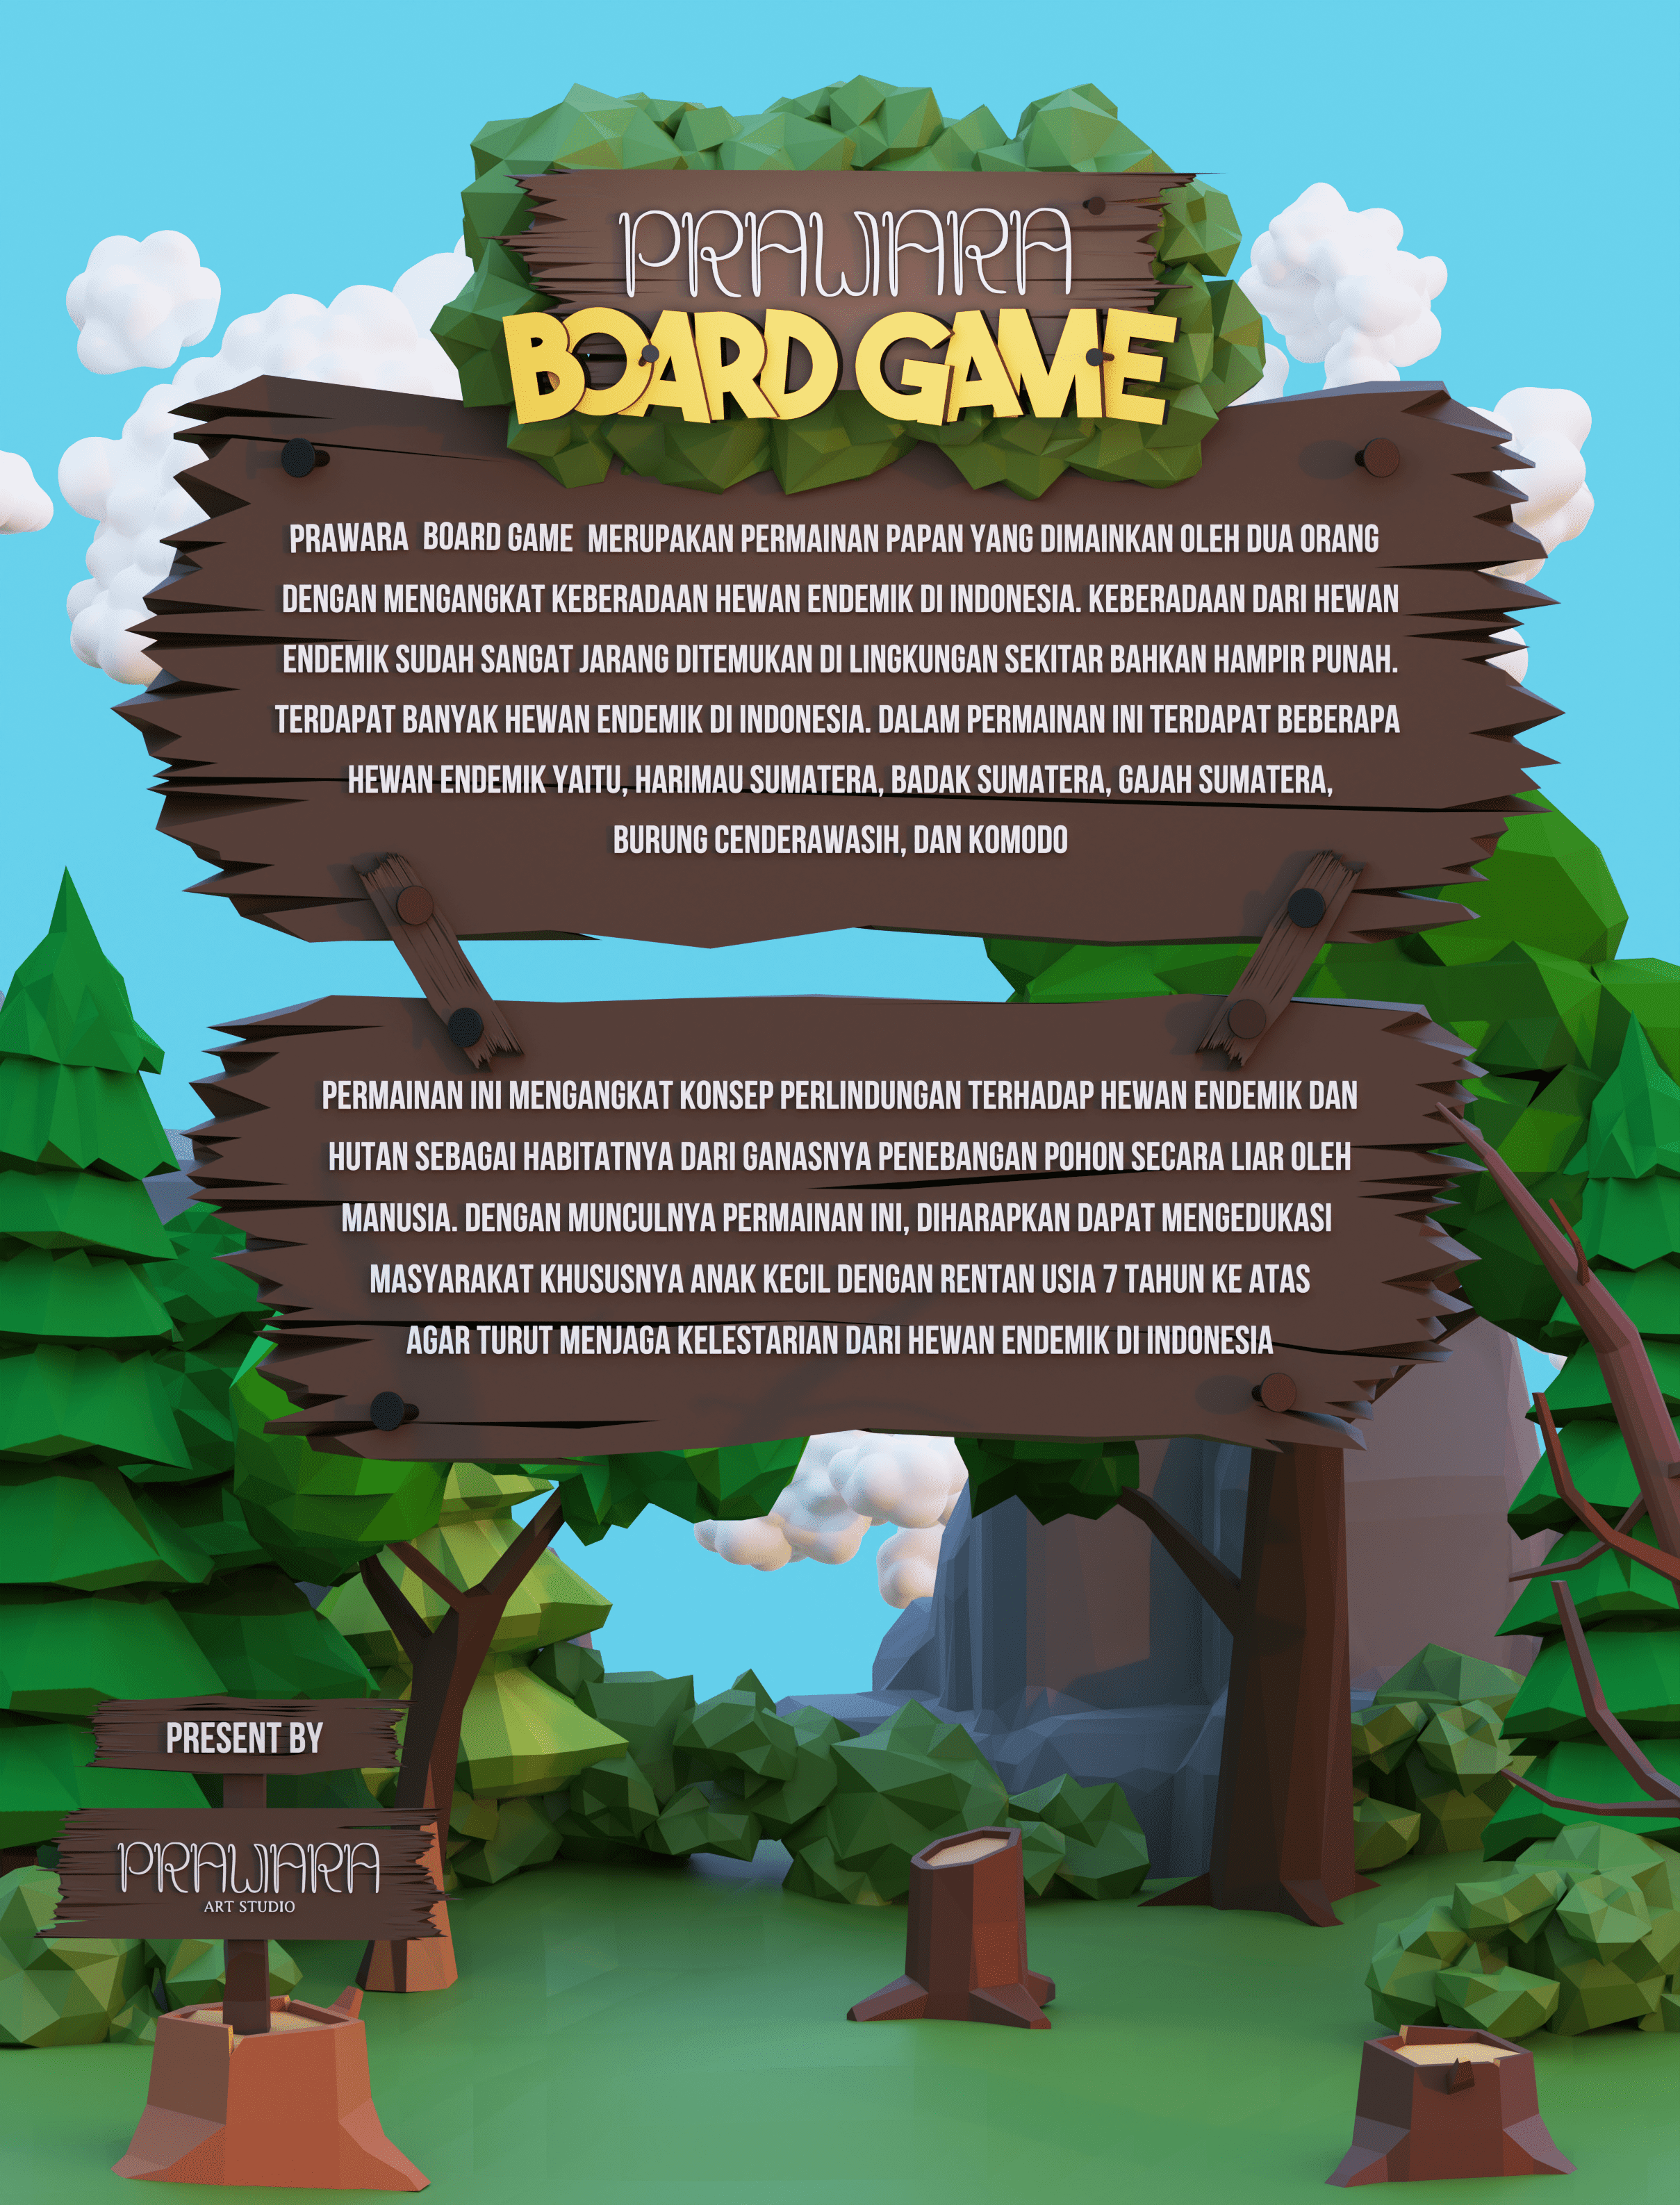 PRAWARA
BOARD GAME
PRAWARA BOARD GAME MERUPAKAN PERMAINAN PAPAN YANG DIMAINKAN OLEH DUA ORANG
DENGAN MENGANGKAT KEBERADAAN HEWAN ENDEMIK DI INDONESIA. KEBERADAAN DARI HEWAN
ENDEMIK SUDAH SANGAT JARANG DITEMUKAN DI LINGKUNGAN SEKITAR BAHKAN HAMPIR PUNAH.
TERDAPAT BANYAK HEWAN ENDEMIK DI INDONESIA. DALAM PERMAINAN INI TERDAPAT BEBERAPA
HEWAN ENDEMIK YAITU, HARIMAU SUMATERA, BADAK SUMATERA, GAJAH SUMATERA,
BURUNG CENDERAWASIH, DAN KOMODO
PERMAINAN INI MENGANGKAT KONSEP PERLINDUNGAN TERHADAP HEWAN ENDEMIK DAN
HUTAN SEBAGAI HABITATNYA DARI GANASNYA PENEBANGAN POHON SECARA LIAR OLEH
MANUSIA. DENGAN MUNCULNYA PERMAINAN INI, DIHARAPKAN DAPAT MENGEDUKASI
MASYARAKAT KHUSUSNYA ANAK KECIL DENGAN RENTAN USIA 7 TAHUN KE ATAS
AGAR TURUT MENJAGA KELESTARIAN DARI HEWAN ENDEMIK DI INDONESIA
PRESENT BY
PRAWARA
ART STUDIO